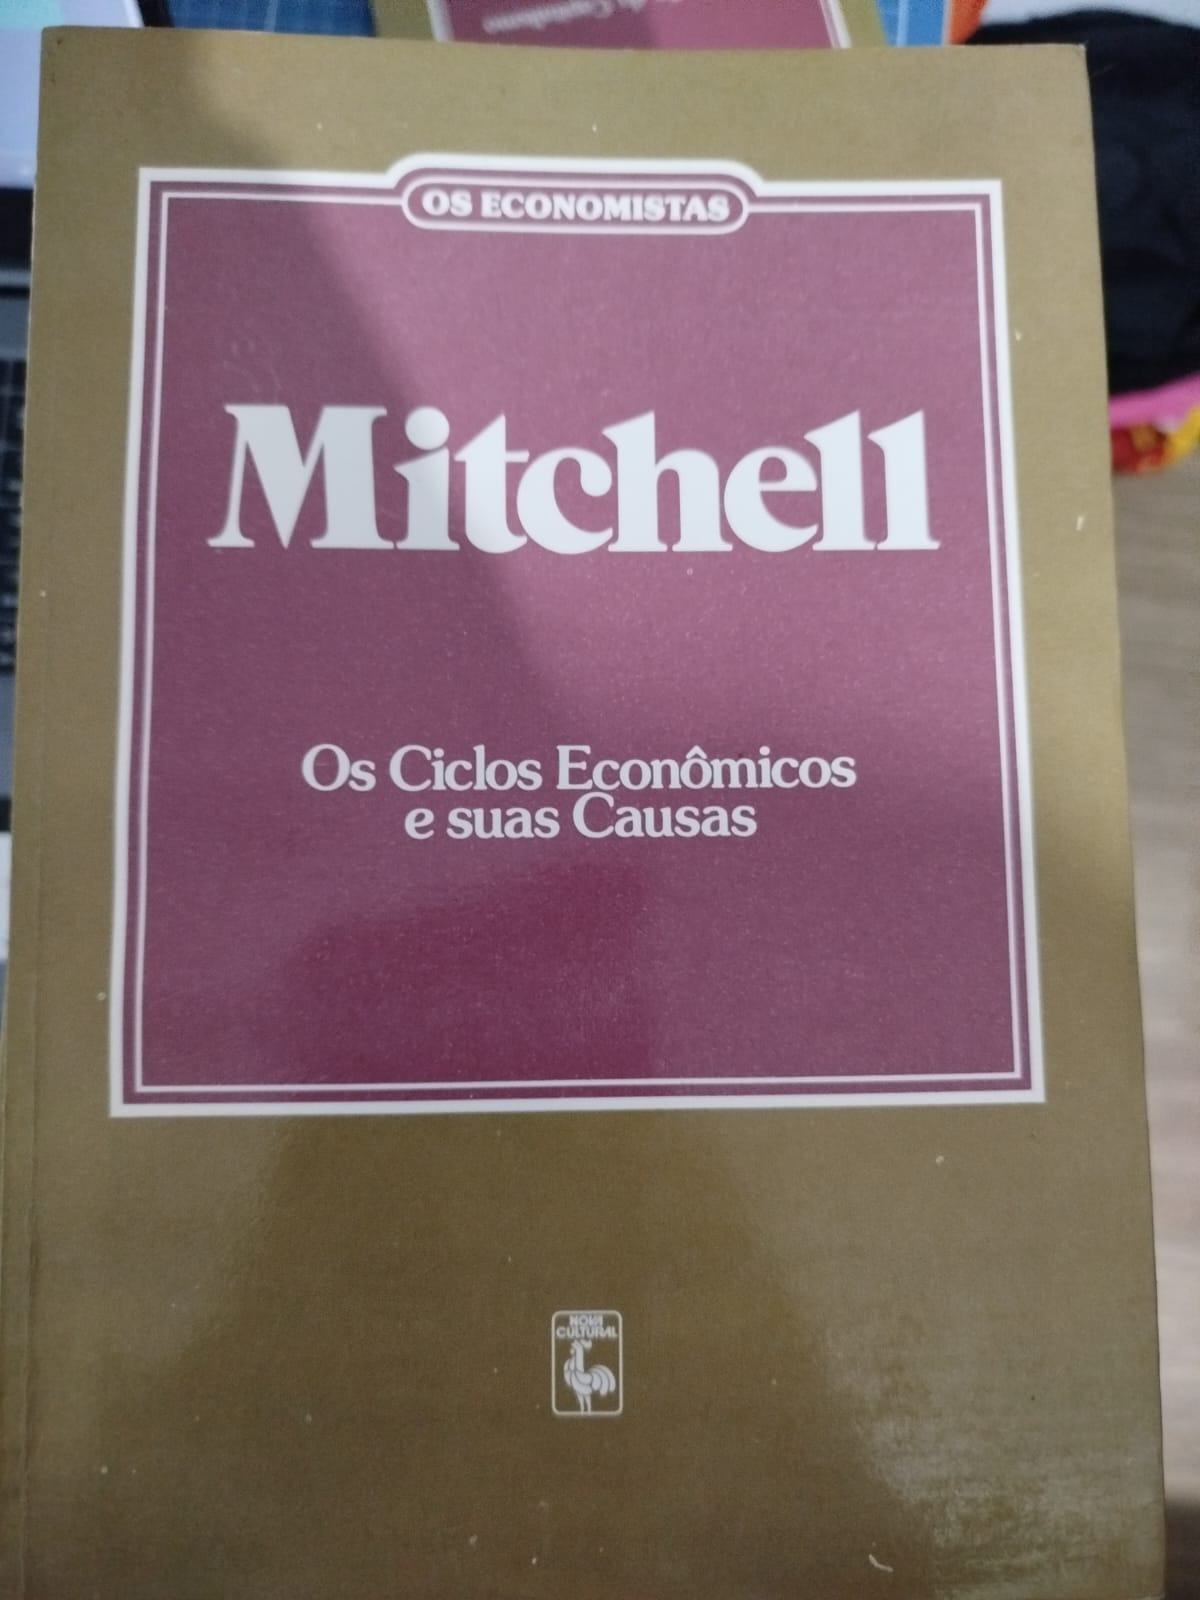 OS ECONOMISTAS
Mitchell
Os Ciclos Econômicos
e suas Causas
NOVA
CULTURAL